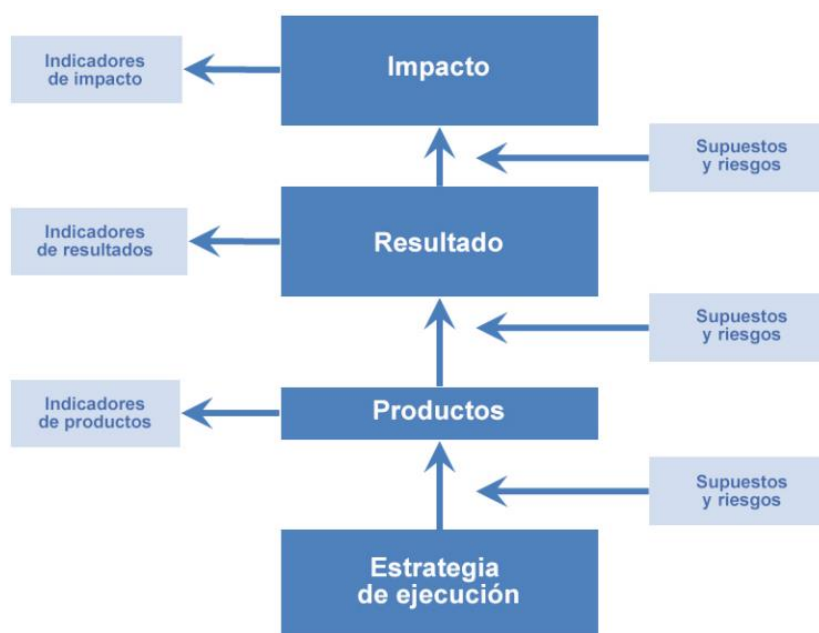 Impacto
Indicadores
de impacto
Supuestos
y riesgos
Resultado
Indicadores
de resultados
Supuestos
y riesgos
Productos
Indicadores
de productos
Supuestos
y riesgos
Estrategia
de ejecución